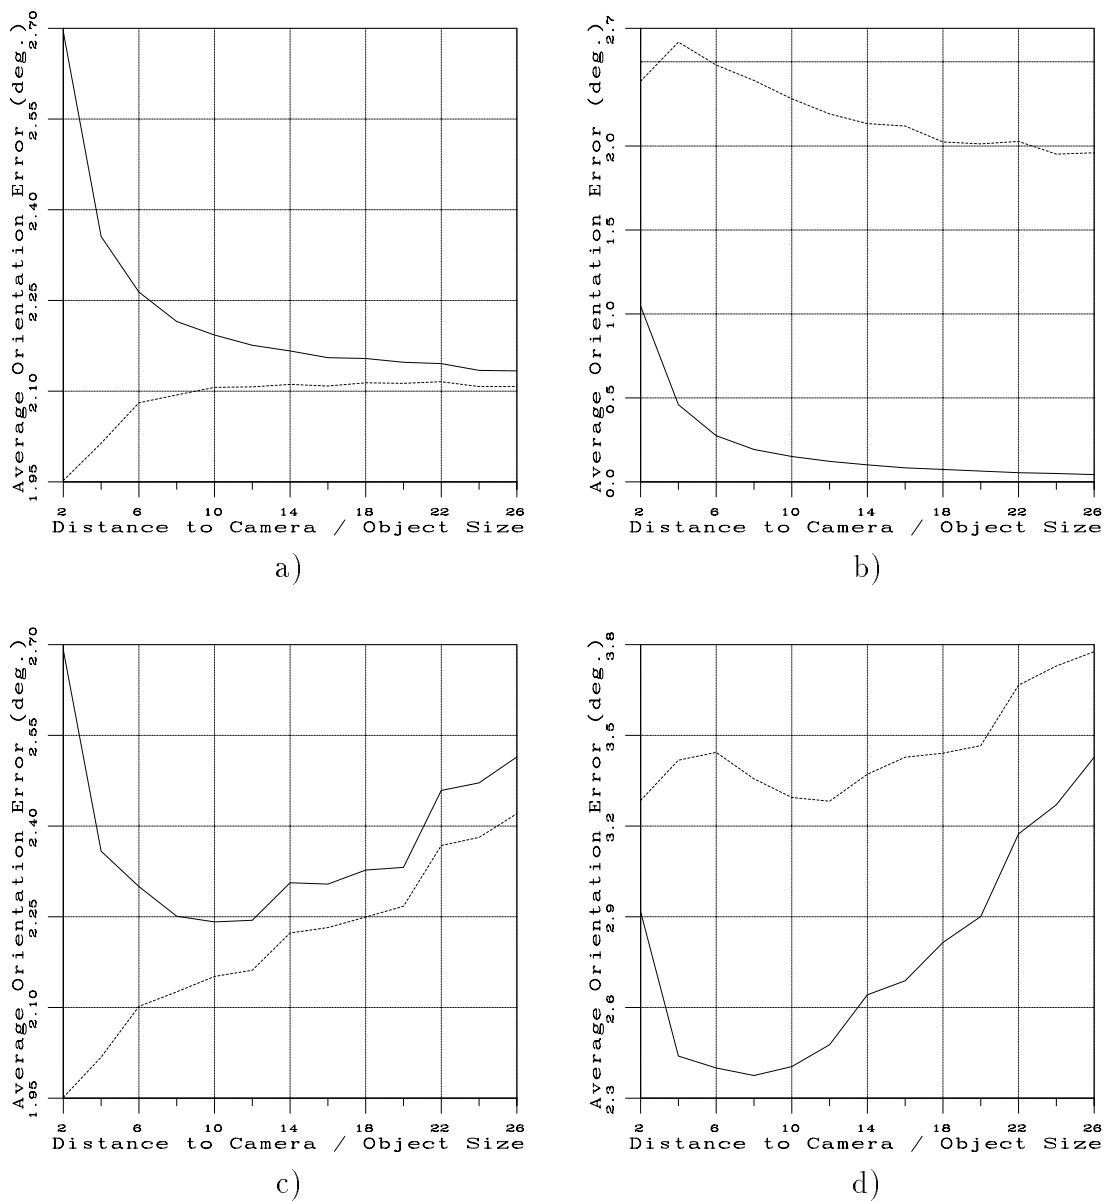 Average Orientation Error (deg.)
2.70
2.55
2.40
2.25
2.10
1.95
2 6 10 14 18 22 26
Distance to Camera / Object Size
a)
Average Orientation Error (deg.)
2.7
2.0
1.5
1.0
0.5
0.0
2 6 10 14 18 22 26
Distance to Camera / Object Size
b)
Average Orientation Error (deg.)
2.70
2.55
2.40
2.25
2.10
1.95
2 6 10 14 18 22 26
Distance to Camera / Object Size
c)
Average Orientation Error (deg.)
3.8
3.5
3.2
2.9
2.6
2.3
2 6 10 14 18 22 26
Distance to Camera / Object Size
d)